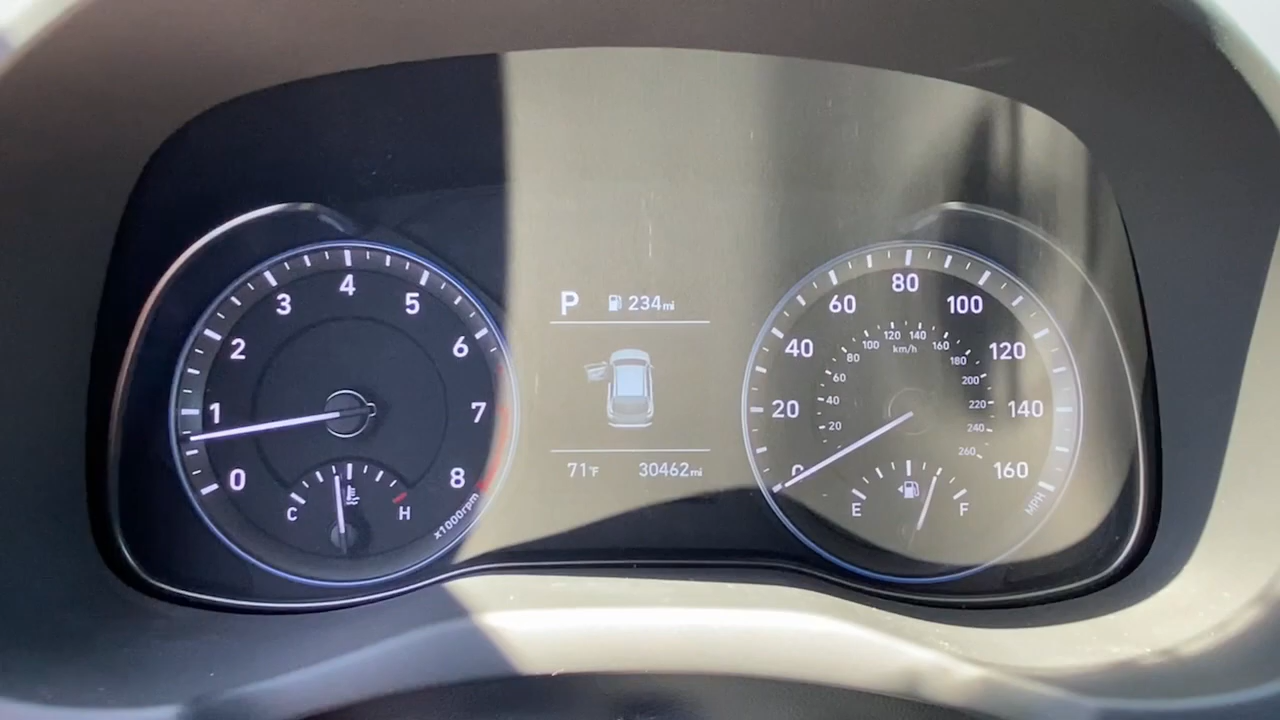 P 234mi
71°F 30462mi
0 1 2 3 4 5 6 7 8
x1000rpm
C H
0 20 40 60 80 100 120 140 160
MPH
20 40 60 80 100 120 140 160 180 200 220 240 260
km/h
E F